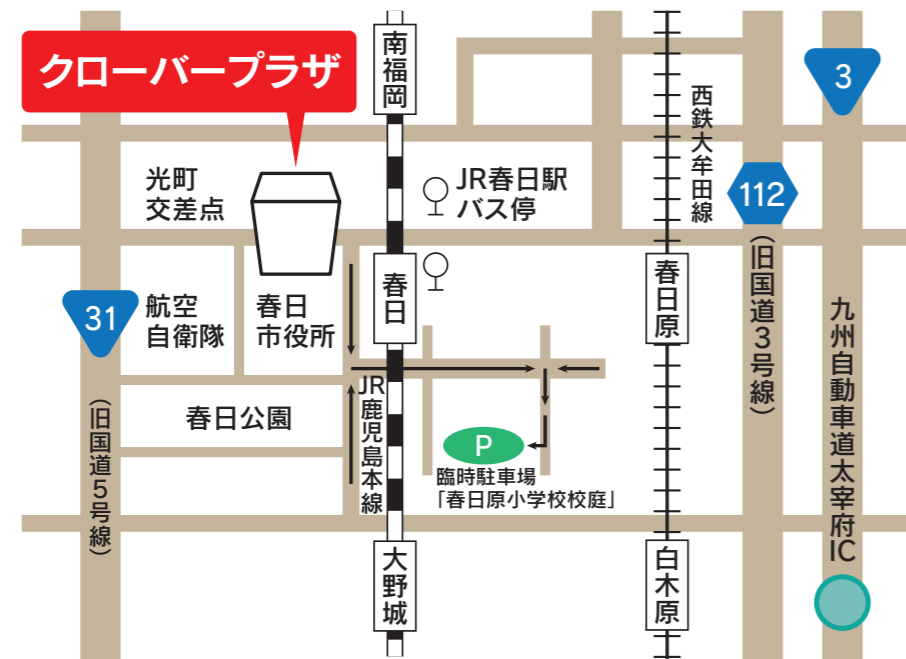 クローバープラザ
南福岡
3
西鉄大牟田線
光町
交差点
JR春日駅
バス停
112
(旧国道3号線)
31
(旧国道5号線)
航空
自衛隊
春日
市役所
春日
春日原
九州自動車道太宰府IC
春日公園
JR鹿児島本線
P
臨時駐車場
「春日原小学校校庭」
大野城
白木原